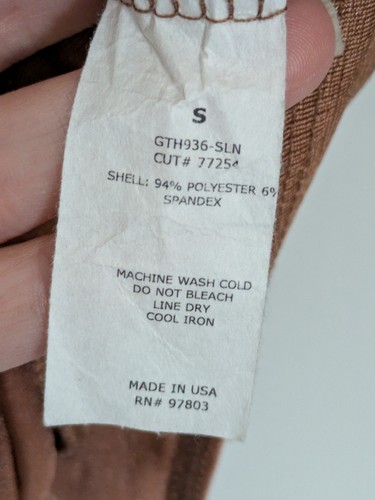 S
GTH936-SLN
CUT# 77254
SHELL: 94% POLYESTER 6%
SPANDEX
MACHINE WASH COLD
DO NOT BLEACH
LINE DRY
COOL IRON
MADE IN USA
RN# 97803